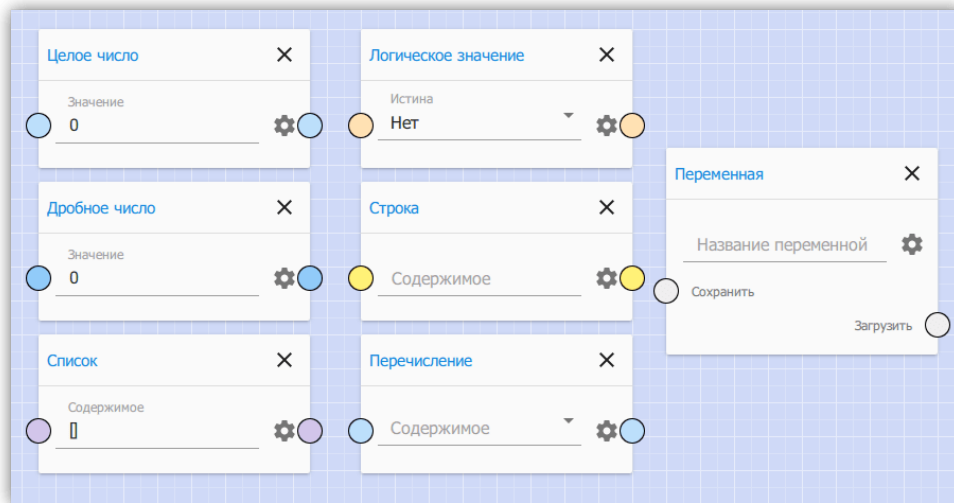 Целое число
Значение
0
Логическое значение
Истина
Нет
Дробное число
Значение
0
Строка
Содержимое
Список
Содержимое
[]
Перечисление
Содержимое
Переменная
Название переменной
Сохранить
Загрузить